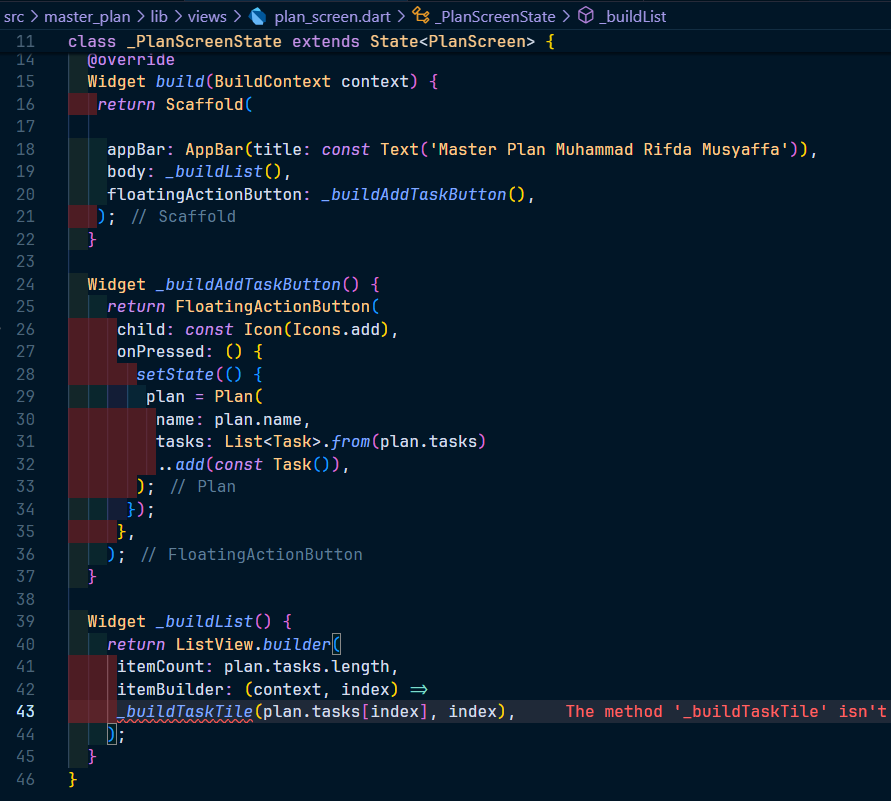 src > master_plan > lib > views > plan_screen.dart > _PlanScreenState > _buildList
11 class _PlanScreenState extends State<PlanScreen> {
14 @override
15 Widget build(BuildContext context) {
16 return Scaffold(
17
18 appBar: AppBar(title: const Text('Master Plan Muhammad Rifda Musyaffa')),
19 body: _buildList(),
20 floatingActionButton: _buildAddTaskButton(),
21 ); // Scaffold
22 }
23
24 Widget _buildAddTaskButton() {
25 return FloatingActionButton(
26 child: const Icon(Icons.add),
27 onPressed: () {
28 setState(() {
29 plan = Plan(
30 name: plan.name,
31 tasks: List<Task>.from(plan.tasks)
32 ..add(const Task()),
33 ); // Plan
34 });
35 },
36 ); // FloatingActionButton
37 }
38
39 Widget _buildList() {
40 return ListView.builder(
41 itemCount: plan.tasks.length,
42 itemBuilder: (context, index) =>
43 _buildTaskTile(plan.tasks[index], index), The method '_buildTaskTile' isn't
44 );
45 }
46 }